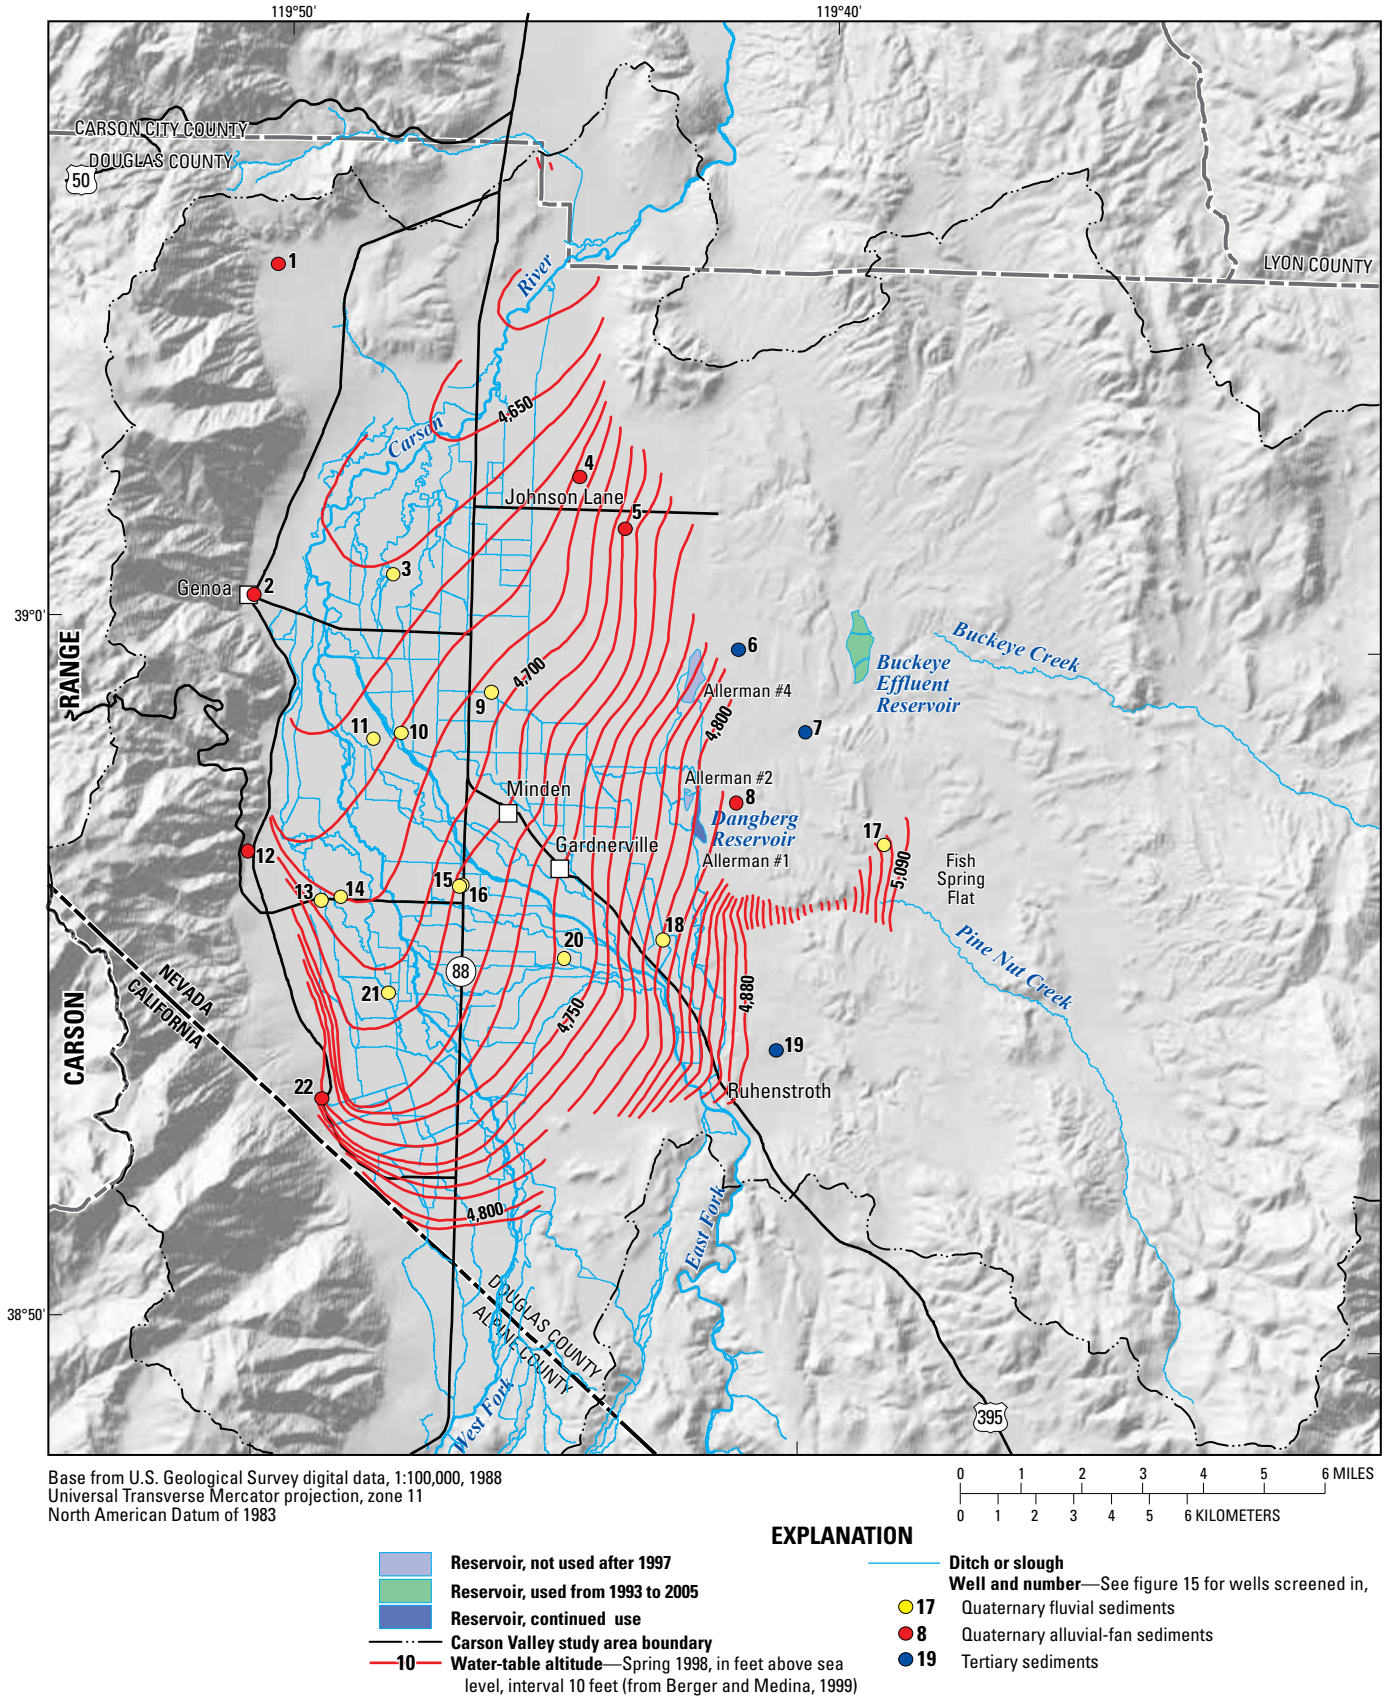 119°50'
119°40'
CARSON CITY COUNTY
DOUGLAS COUNTY
50
1
LYON COUNTY
River
4,650
Carson
4
Johnson Lane
5
3
Genoa
2
39°0'
RANGE
6
Buckeye Creek
Buckeye
Effluent
Reservoir
4,700
Allerman #4
9
4,800
11
10
7
Allerman #2
Minden
8
Dangberg
Reservoir
17
Gardnerville
12
Allerman #1
5,090
Fish
Spring
Flat
13
14
15
16
18
20
Pine Nut Creek
88
NEVADA
CALIFORNIA
21
4,880
4,750
CARSON
19
22
Ruhenstroth
4,800
East Fork
38°50'
DOUGLAS COUNTY
ALPINE COUNTY
West Fork
395
Base from U.S. Geological Survey digital data, 1:100,000, 1988
Universal Transverse Mercator projection, zone 11
North American Datum of 1983
0 1 2 3 4 5 6 MILES
0 1 2 3 4 5 6 KILOMETERS
EXPLANATION
Reservoir, not used after 1997
Reservoir, used from 1993 to 2005
Reservoir, continued use
Carson Valley study area boundary
10 Water-table altitude—Spring 1998, in feet above sea
level, interval 10 feet (from Berger and Medina, 1999)
Ditch or slough
Well and number—See figure 15 for wells screened in,
17 Quaternary fluvial sediments
8 Quaternary alluvial-fan sediments
19 Tertiary sediments